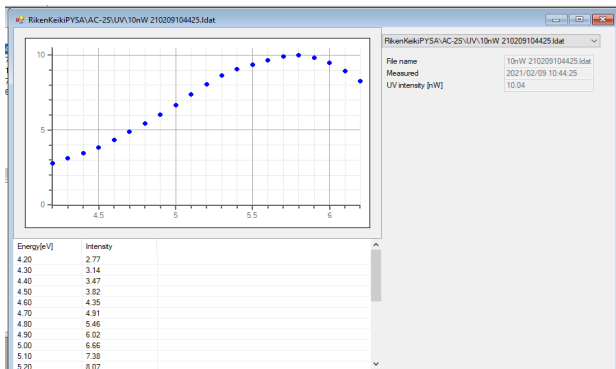 RikenKeikiPYSA\AC-2S\UV\10nW 210209104425.ldat
RikenKeikiPYSA\AC-2S\UV\10nW 210209104425.ldat
File name 10nW 210209104425.ldat
Measured 2021/02/09 10:44:25
UV intensity [nW] 10.04
10
5
0
4.5 5 5.5 6
Energy[eV] Intensity
4.20 2.77
4.30 3.14
4.40 3.47
4.50 3.82
4.60 4.35
4.70 4.91
4.80 5.46
4.90 6.02
5.00 6.66
5.10 7.38
5.20 8.07